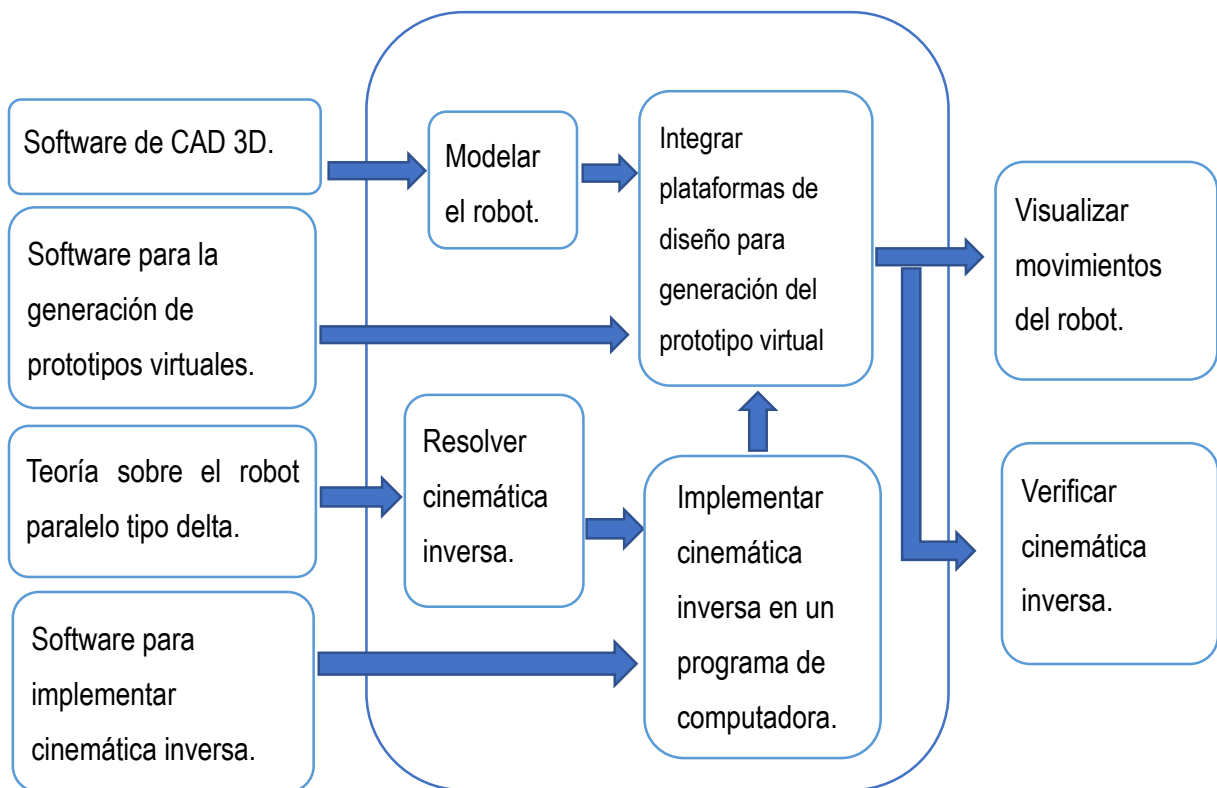 Software de CAD 3D.
Software para la
generación de
prototipos virtuales.
Teoría sobre el robot
paralelo tipo delta.
Software para
implementar
cinemática inversa.
Modelar
el robot.
Resolver
cinemática
inversa.
Integrar
plataformas de
diseño para
generación del
prototipo virtual
Implementar
cinemática
inversa en un
programa de
computadora.
Visualizar
movimientos
del robot.
Verificar
cinemática
inversa.